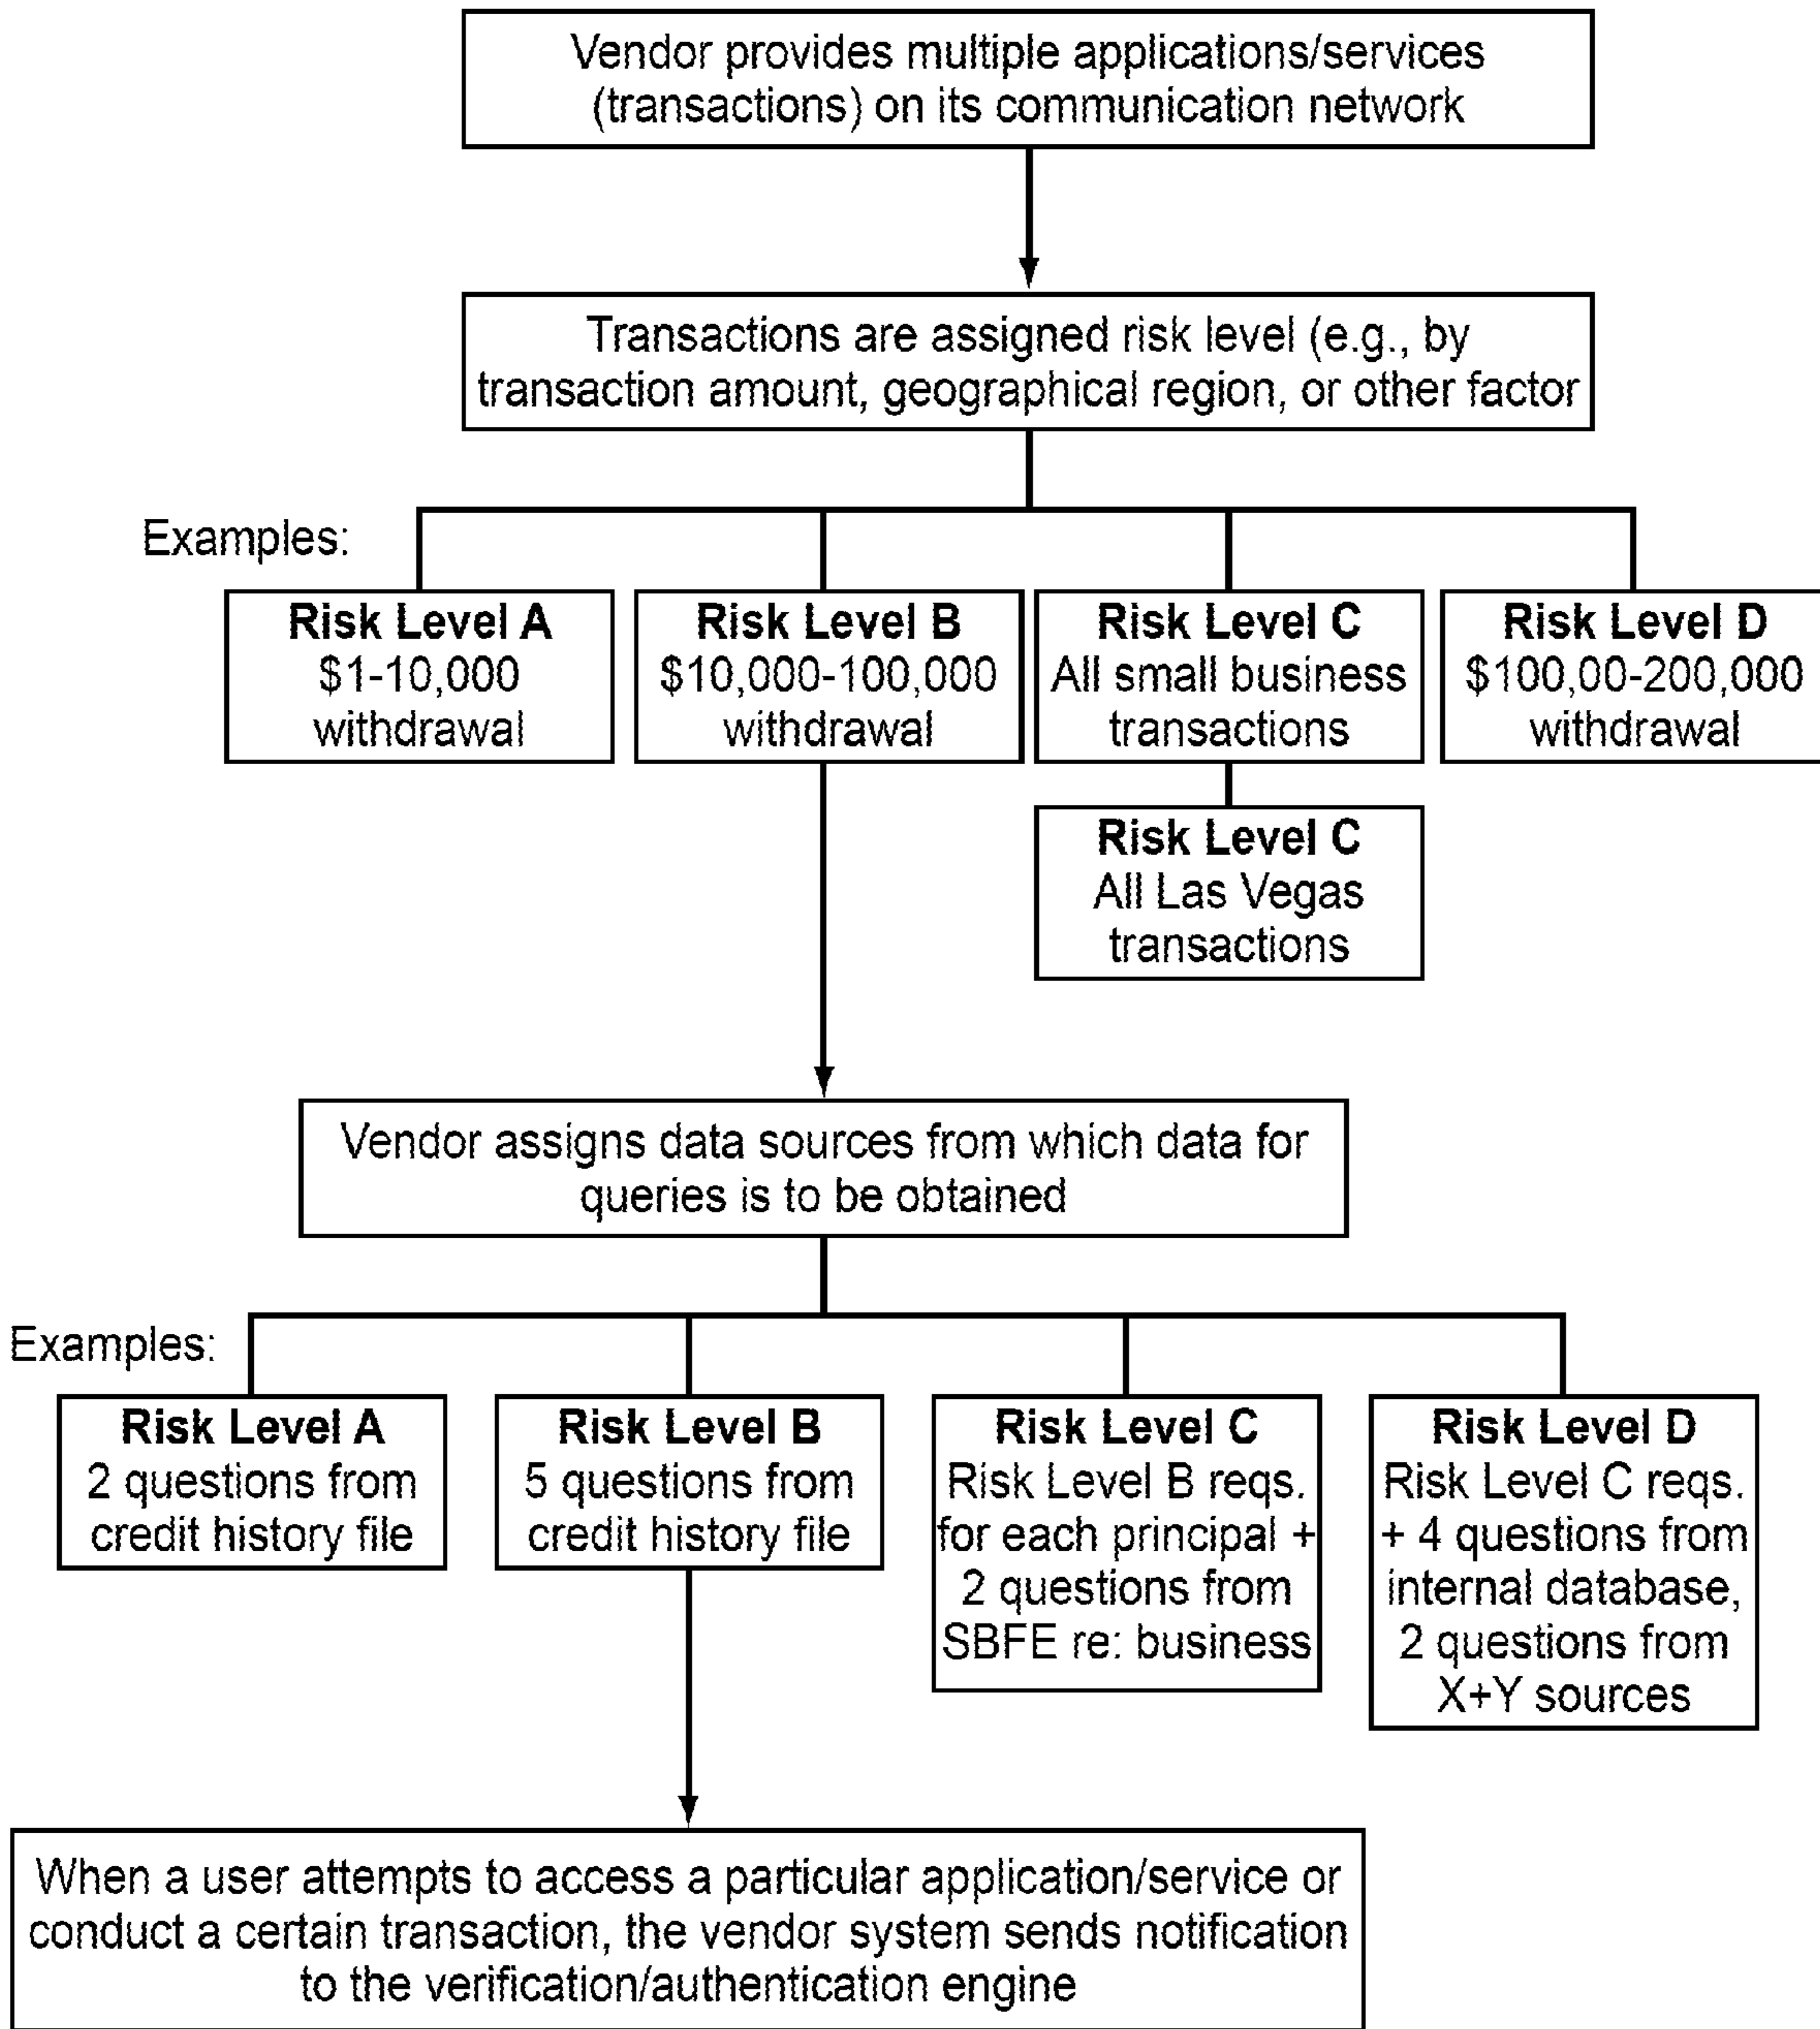 Vendor provides multiple applications/services
(transactions) on its communication network
Transactions are assigned risk level (e.g., by
transaction amount, geographical region, or other factor
Examples:
Risk Level A
$1-10,000
withdrawal
Risk Level B
$10,000-100,000
withdrawal
Risk Level C
All small business
transactions
Risk Level D
$100,00-200,000
withdrawal
Risk Level C
All Las Vegas
transactions
Vendor assigns data sources from which data for
queries is to be obtained
Examples:
Risk Level A
2 questions from
credit history file
Risk Level B
5 questions from
credit history file
Risk Level C
Risk Level B reqs.
for each principal +
2 questions from
SBFE re: business
Risk Level D
Risk Level C reqs.
+ 4 questions from
internal database,
2 questions from
X+Y sources
When a user attempts to access a particular application/service or
conduct a certain transaction, the vendor system sends notification
to the verification/authentication engine